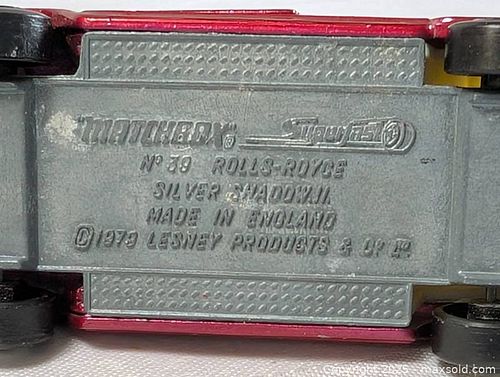 MATCHBOX® Superfast
Nº 39 ROLLS-ROYCE
SILVER SHADOW.II.
MADE IN ENGLAND
© 1979 LESNEY PRODUCTS & Cº Lº
Copyright 2025 - maxsold.com